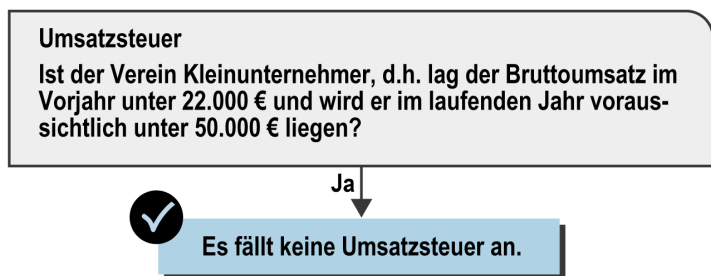 Umsatzsteuer
Ist der Verein Kleinunternehmer, d.h. lag der Bruttoumsatz im
Vorjahr unter 22.000 € und wird er im laufenden Jahr voraus-
sichtlich unter 50.000 € liegen?
Ja
Es fällt keine Umsatzsteuer an.